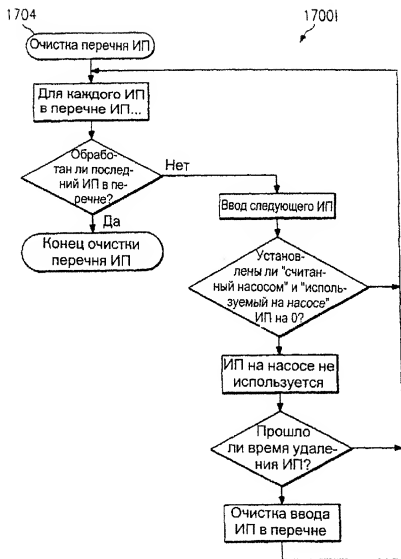 1704
1700I
Очистка перечня ИП
Для каждого ИП
в перечне ИП...
Обрабо-
тан ли послед-
ний ИП в пе-
речне?
Нет
Да
Конец очистки
перечня ИП
Ввод следующего ИП
Установ-
лены ли "считан-
ный насосом" и "исполь-
зуемый на насосе"
ИП на 0?
ИП на насосе не
используется
Прошло
ли время удале-
ния ИП?
Очистка ввода
ИП в перечне